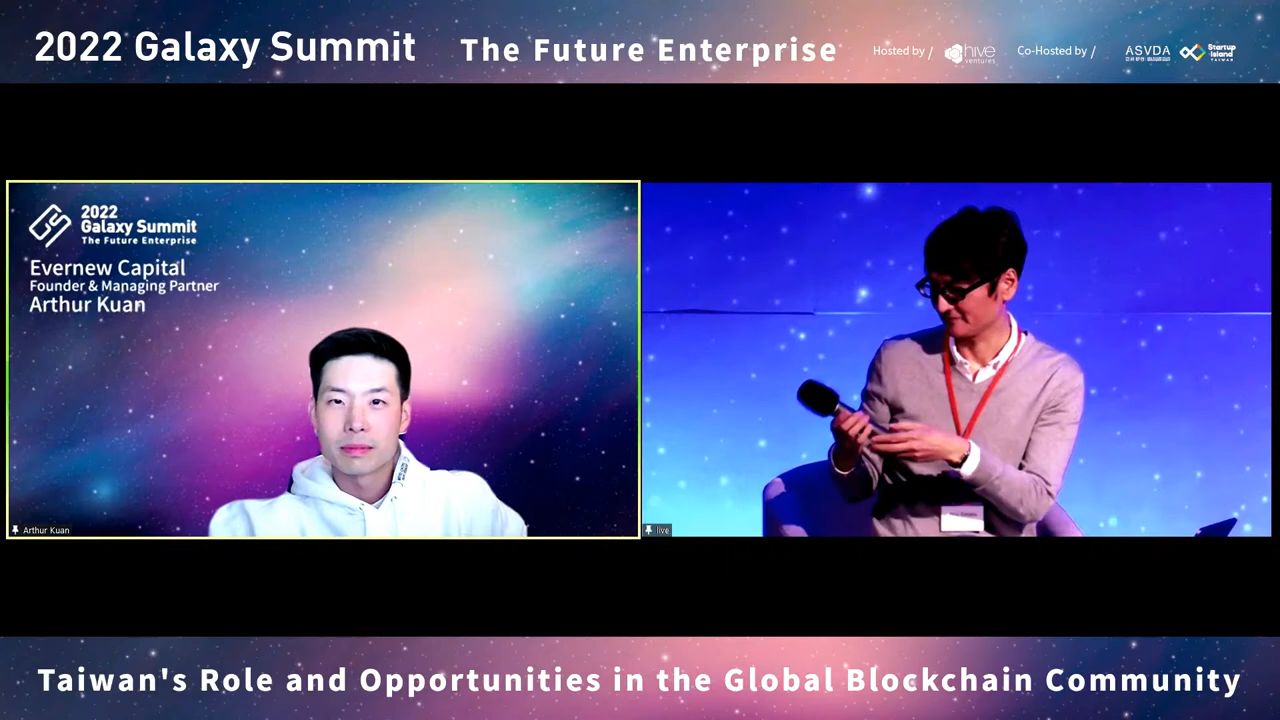 2022 Galaxy Summit
The Future Enterprise
Hosted by /
hive
ventures
Co-Hosted by /
ASVDA
Startup
Island
TAIWAN
2022
Galaxy Summit
The Future Enterprise
Evernew Capital
Founder & Managing Partner
Arthur Kuan
Arthur Kuan
live
Taiwan's Role and Opportunities in the Global Blockchain Community